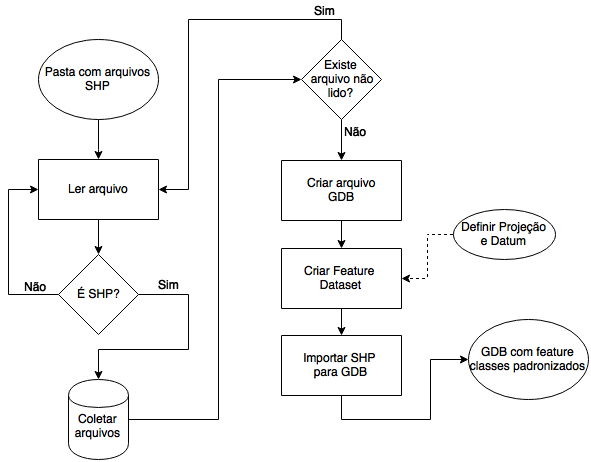 Sim
Pasta com arquivos
SHP
Existe
arquivo não
lido?
Não
Ler arquivo
Criar arquivo
GDB
Definir Projeção
e Datum
Criar Feature
Dataset
Não
É SHP?
Sim
Importar SHP
para GDB
GDB com feature
classes padronizados
Coletar
arquivos